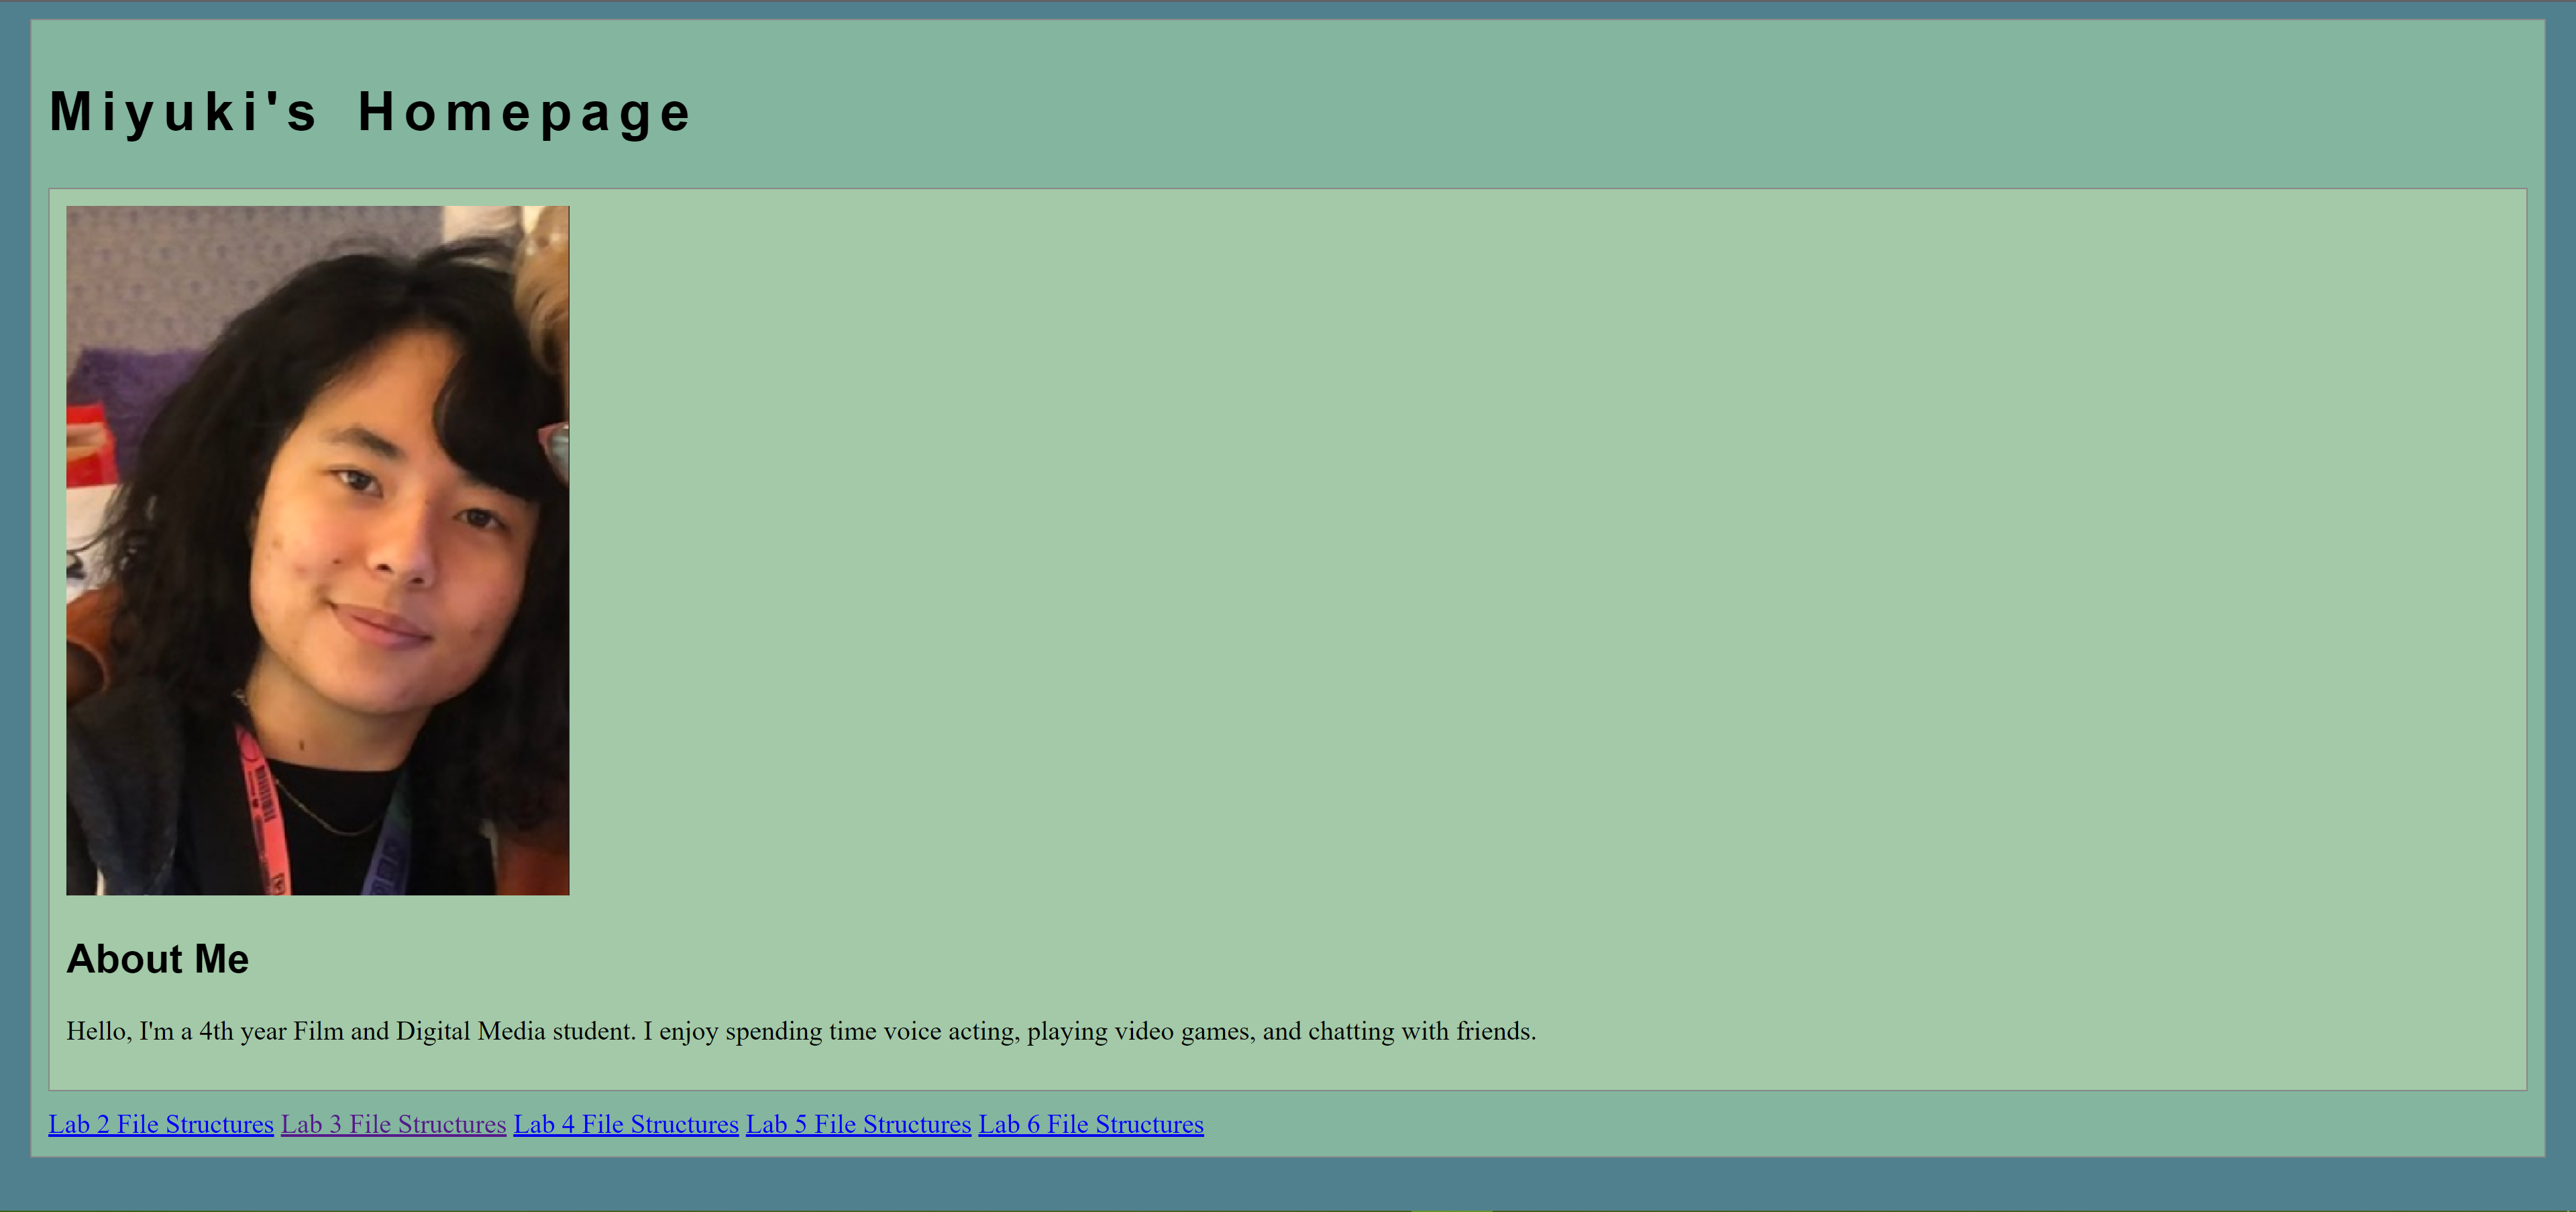 Miyuki's Homepage
About Me
Hello, I'm a 4th year Film and Digital Media student. I enjoy spending time voice acting, playing video games, and chatting with friends.
Lab 2 File Structures Lab 3 File Structures Lab 4 File Structures Lab 5 File Structures Lab 6 File Structures